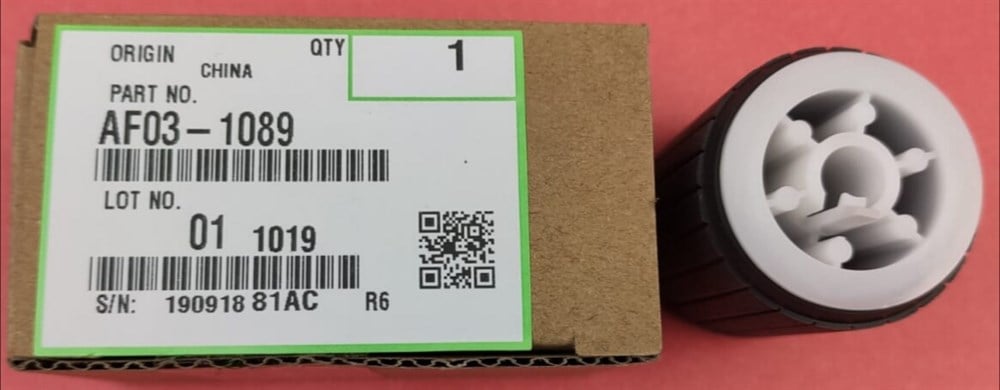 ORIGIN CHINA QTY 1
PART NO.
AF03-1089
LOT NO.
01 1019
S/N: 190918 81AC R6